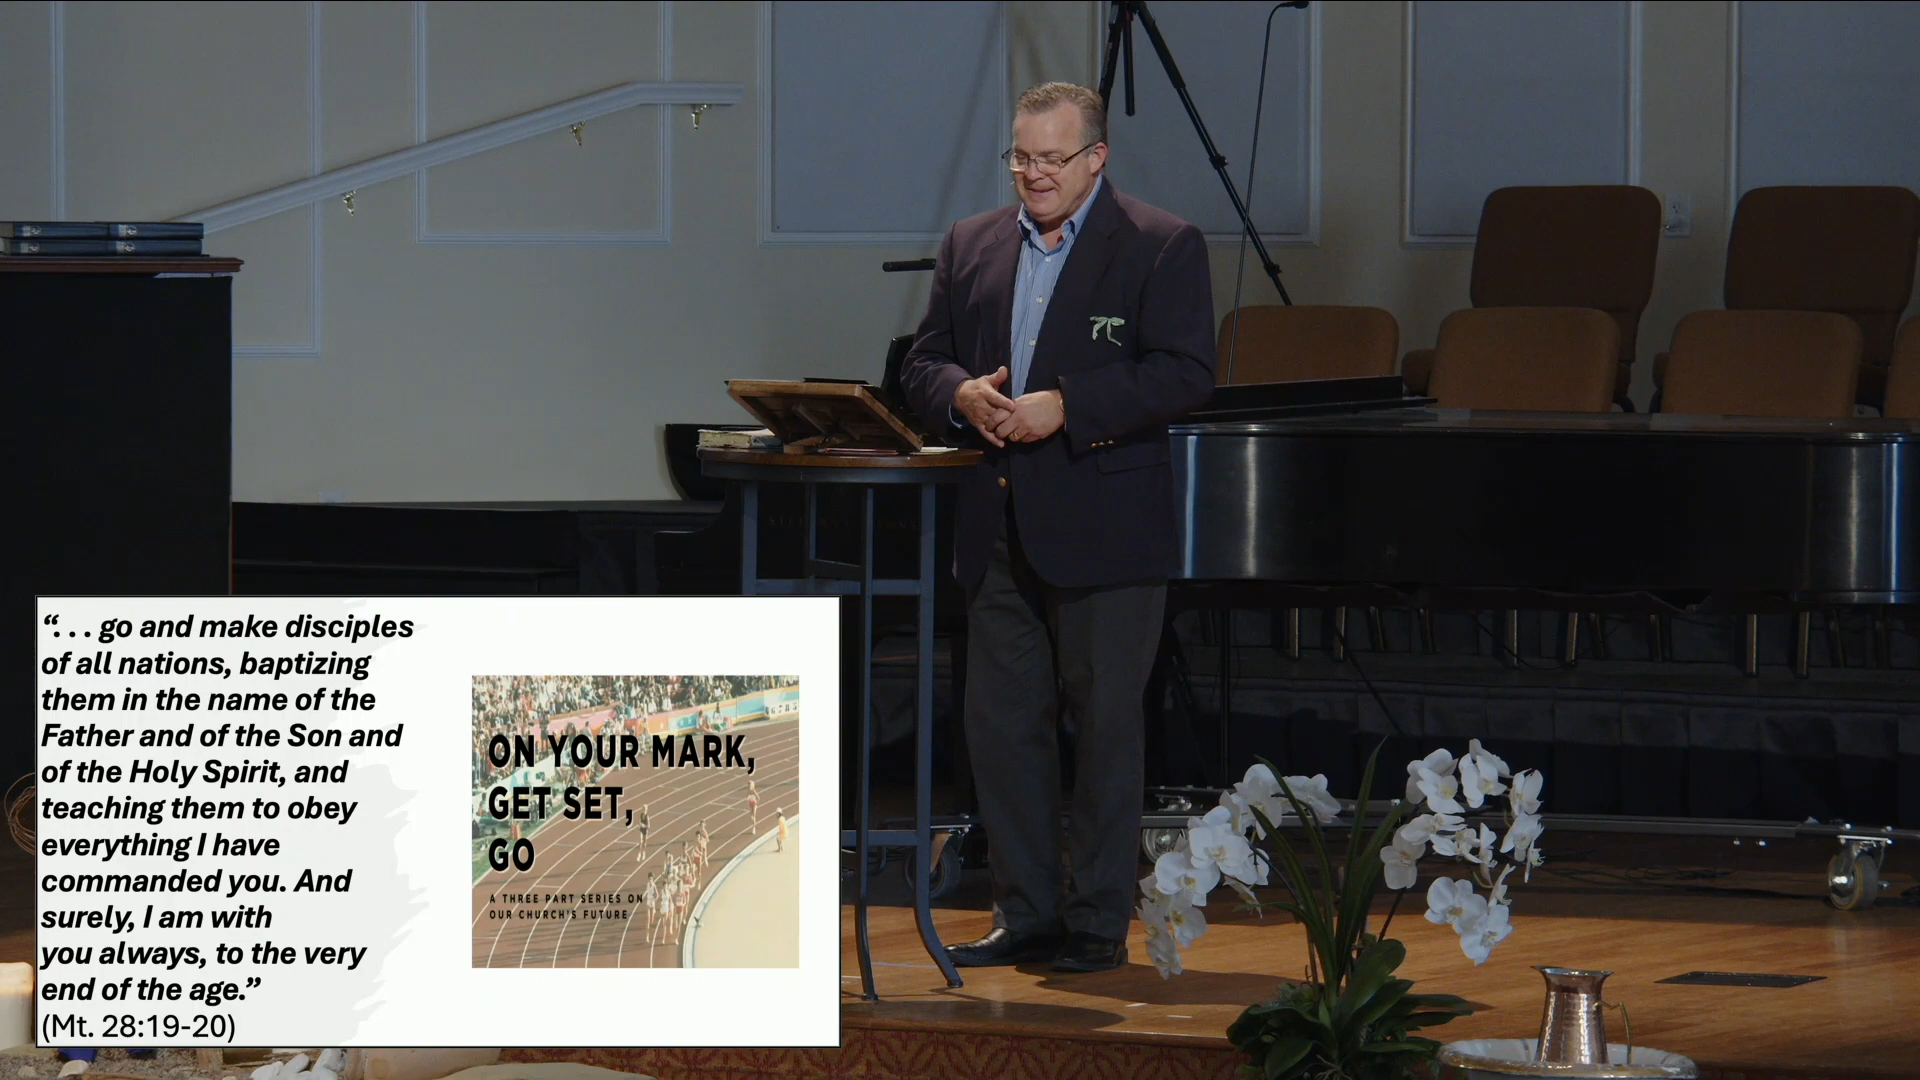 “. . . go and make disciples
of all nations, baptizing
them in the name of the
Father and of the Son and
of the Holy Spirit, and
teaching them to obey
everything I have
commanded you. And
surely, I am with
you always, to the very
end of the age.”
(Mt. 28:19-20)
ON YOUR MARK,
GET SET,
GO
A THREE PART SERIES ON
OUR CHURCH'S FUTURE